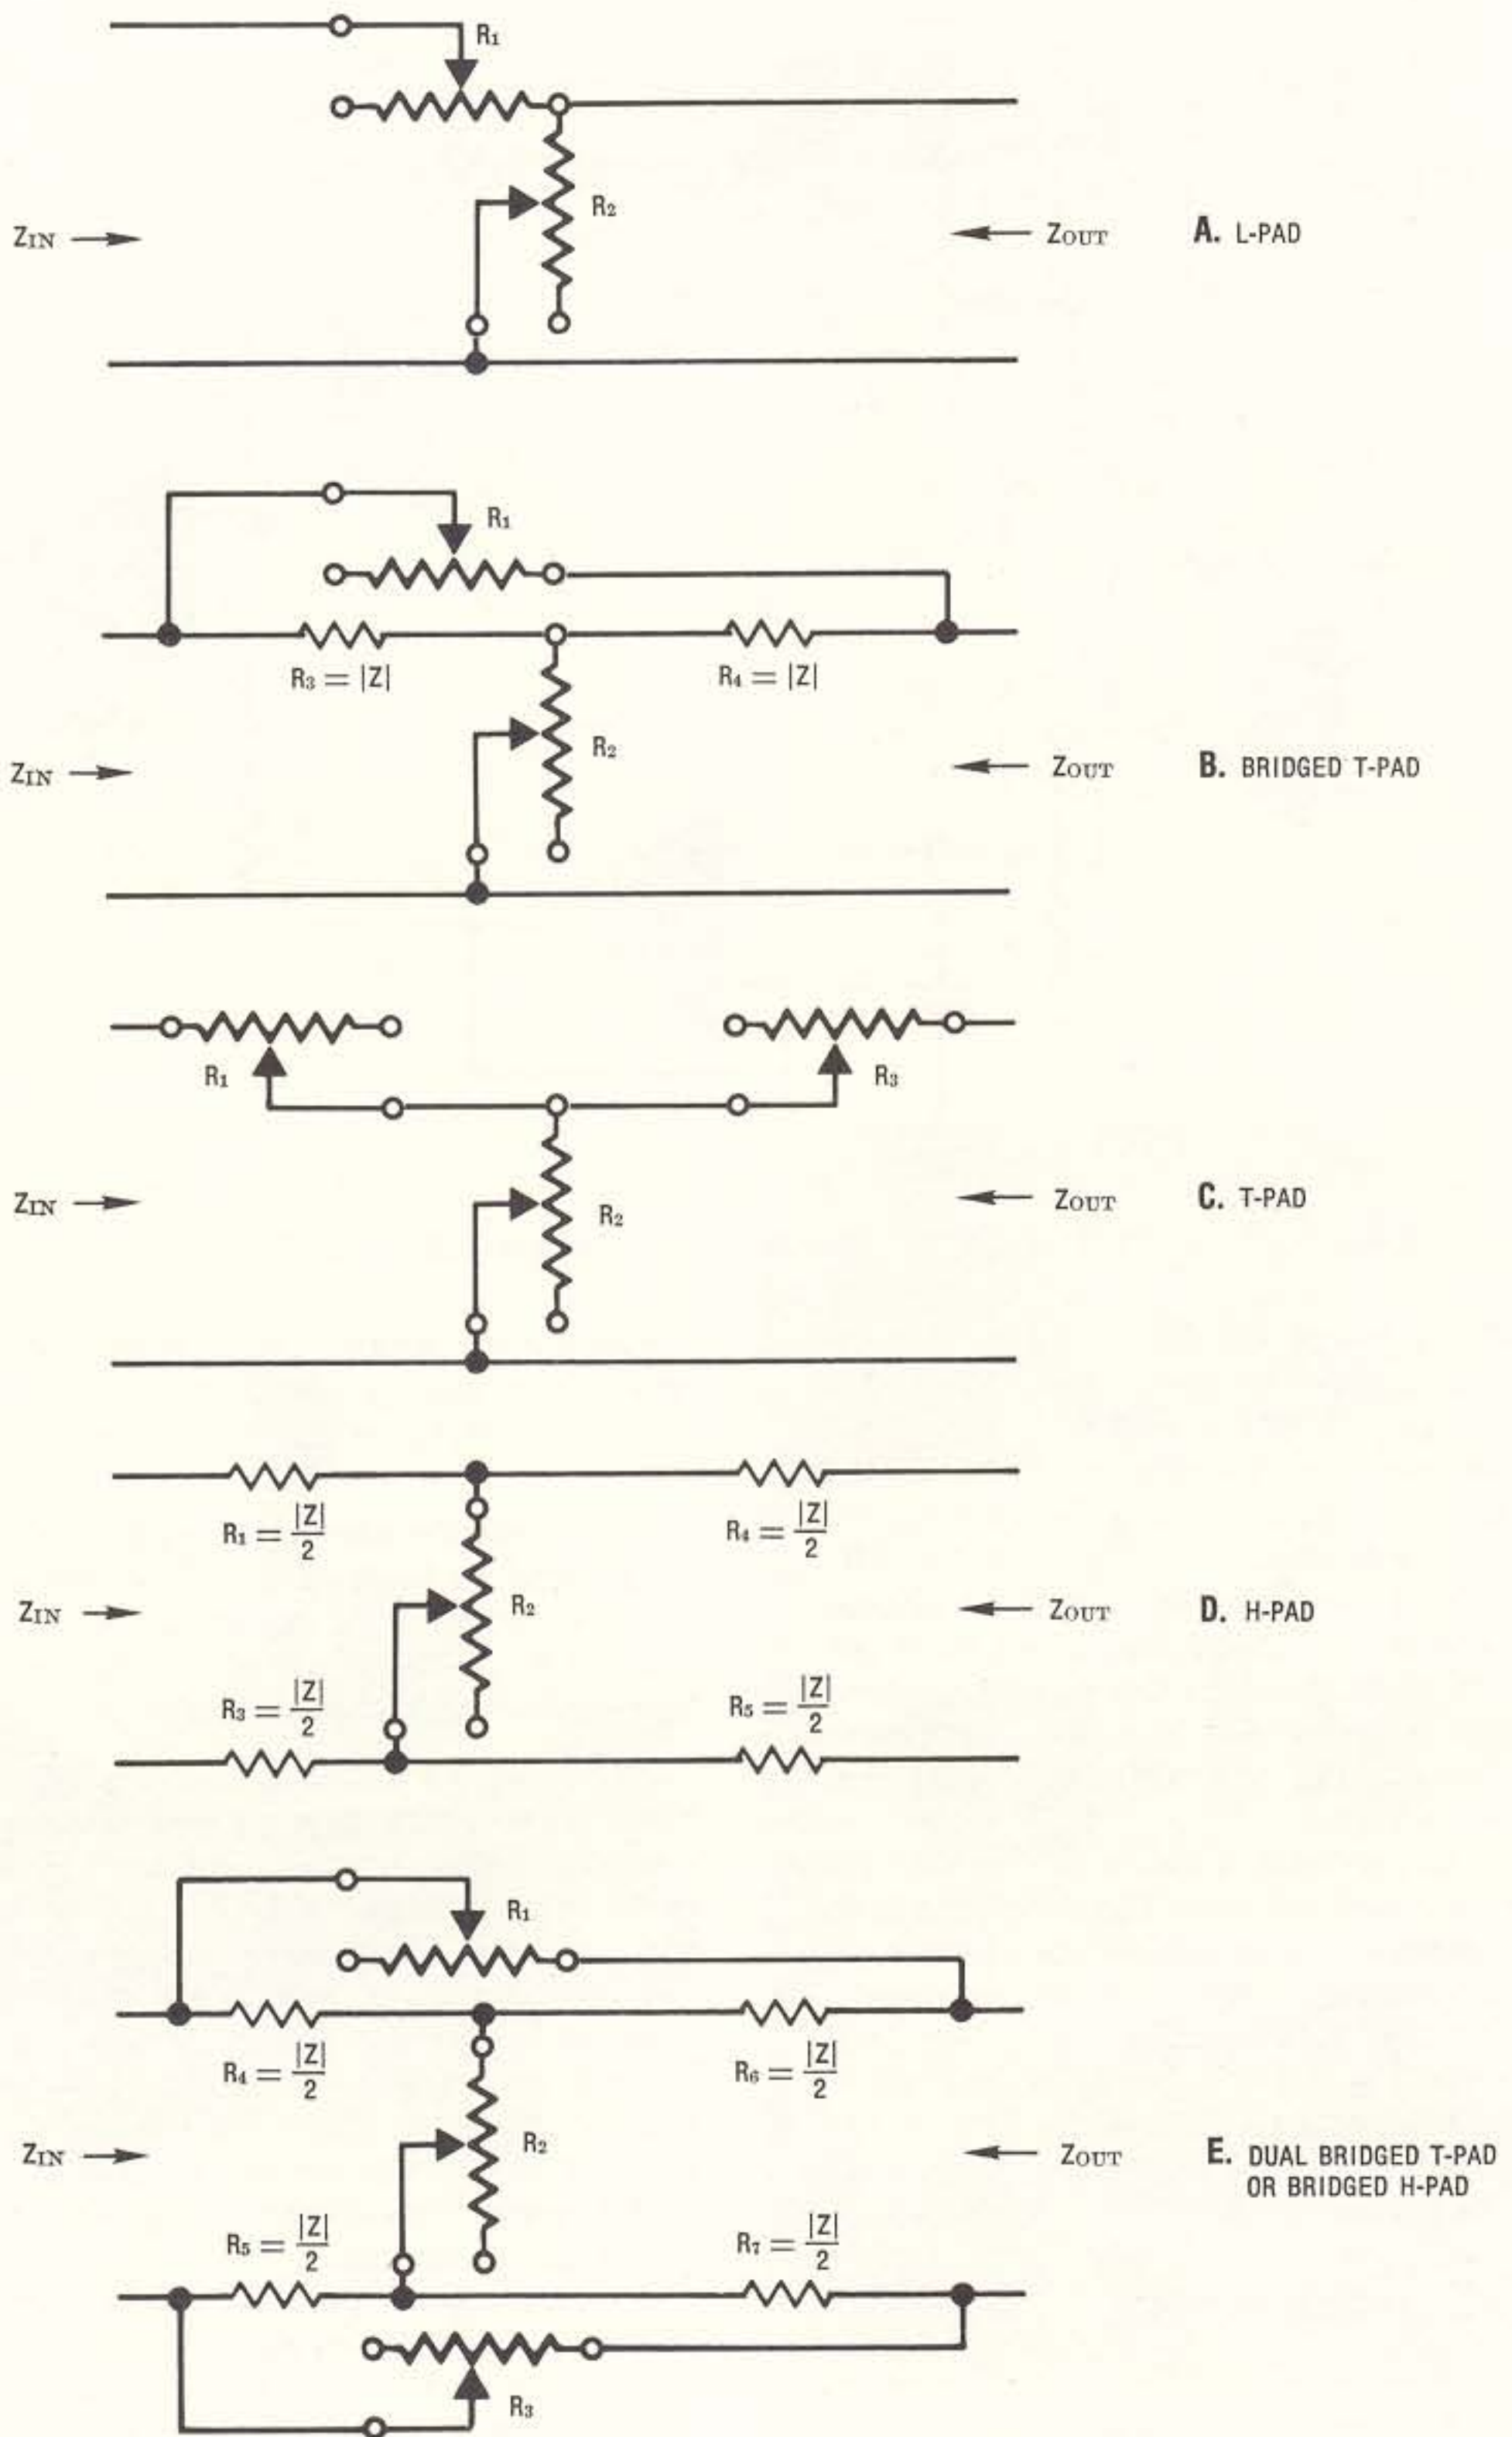 R₁
R₂
ZIN
ZOUT
A. L-PAD
R₁
R₃ = |Z|
R₄ = |Z|
R₂
ZIN
ZOUT
B. BRIDGED T-PAD
R₁
R₃
ZIN
R₂
ZOUT
C. T-PAD
R₁ = |Z|/2
R₄ = |Z|/2
ZIN
R₂
ZOUT
D. H-PAD
R₃ = |Z|/2
R₅ = |Z|/2
R₁
R₄ = |Z|/2
R₆ = |Z|/2
ZIN
R₂
ZOUT
E. DUAL BRIDGED T-PAD
OR BRIDGED H-PAD
R₅ = |Z|/2
R₇ = |Z|/2
R₃